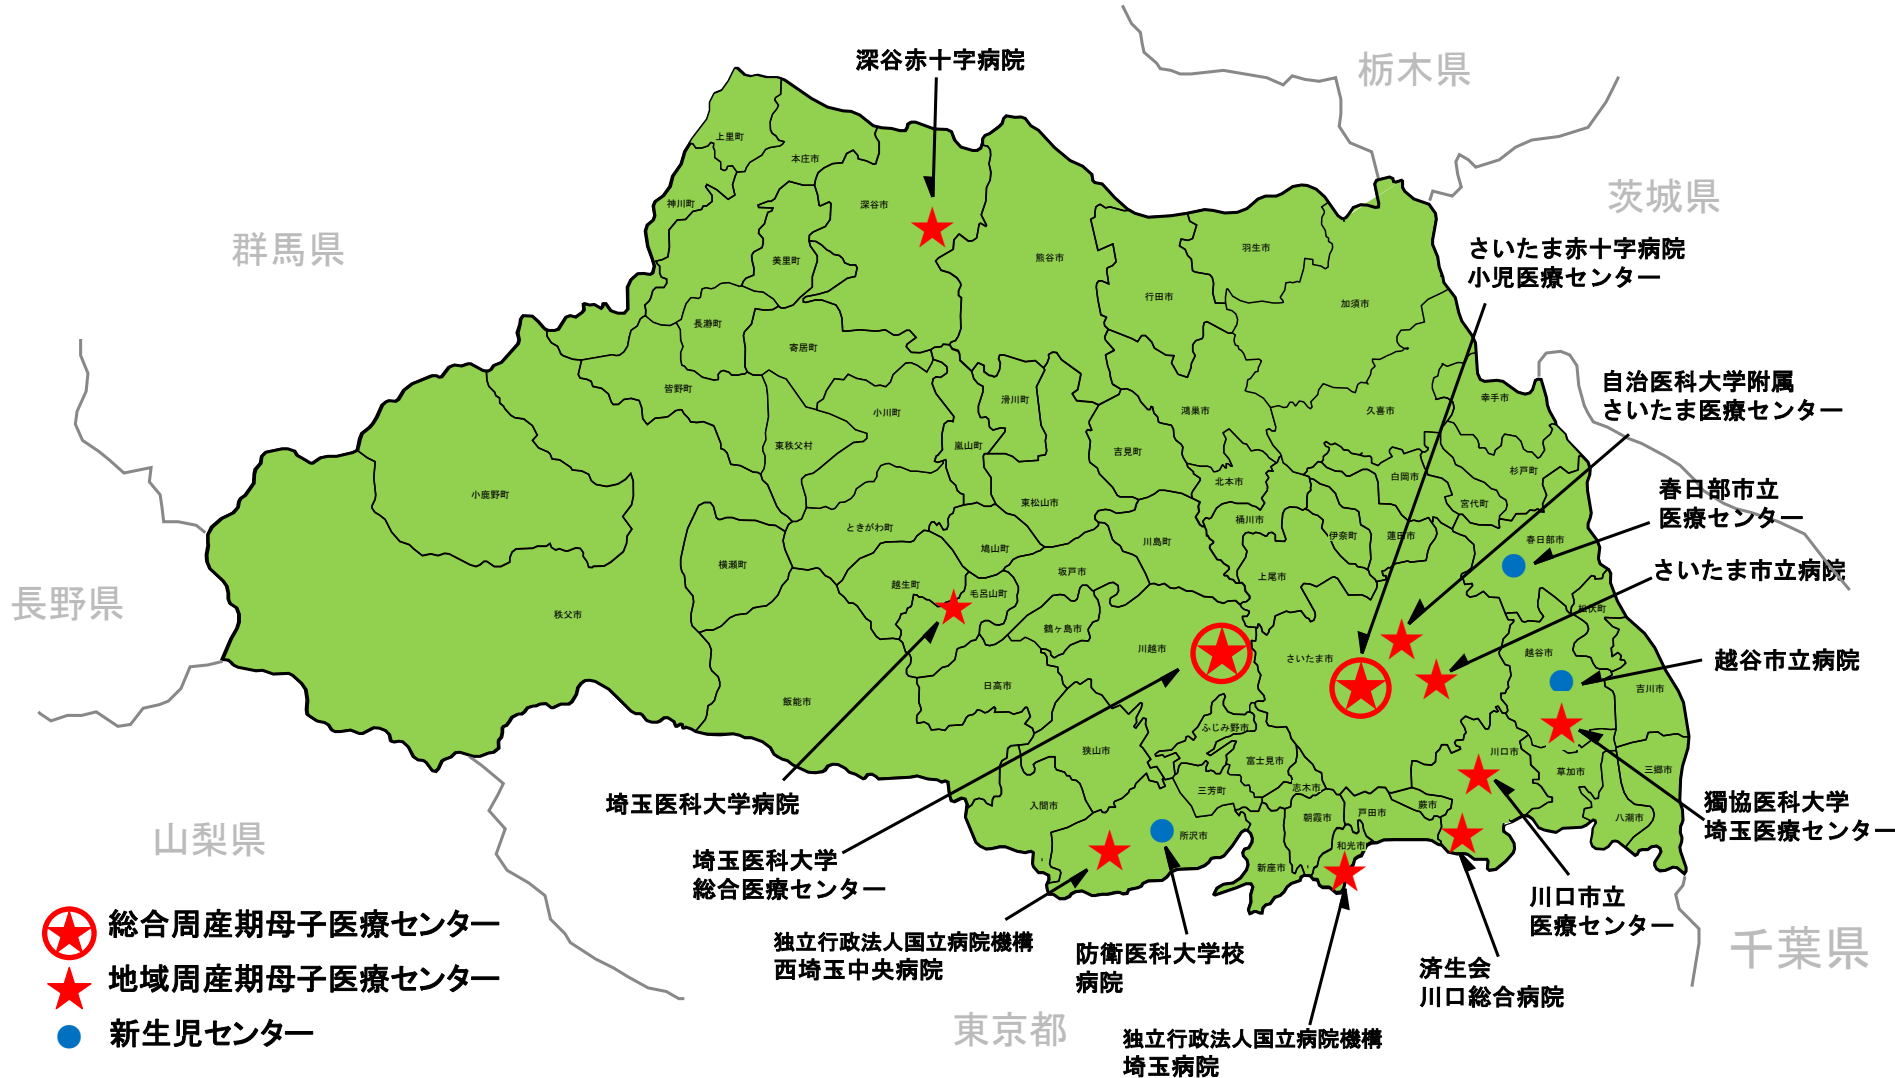 深谷赤十字病院
栃木県
茨城県
群馬県
さいたま赤十字病院
小児医療センター
自治医科大学附属
さいたま医療センター
春日部市立
医療センター
さいたま市立病院
越谷市立病院
獨協医科大学
埼玉医療センター
川口市立
医療センター
済生会
川口総合病院
独立行政法人国立病院機構
埼玉病院
防衛医科大学校
病院
独立行政法人国立病院機構
西埼玉中央病院
埼玉医科大学
総合医療センター
埼玉医科大学病院
長野県
山梨県
東京都
千葉県
上里町
本庄市
神川町
深谷市
美里町
熊谷市
羽生市
行田市
加須市
長瀞町
寄居町
皆野町
小川町
滑川町
鴻巣市
久喜市
幸手市
東秩父村
嵐山町
吉見町
杉戸町
白岡市
北本市
宮代町
小鹿野町
東松山市
桶川市
ときがわ町
伊奈町
蓮田市
春日部市
川島町
鳩山町
横瀬町
坂戸市
上尾市
越生町
毛呂山町
松伏町
秩父市
鶴ヶ島市
川越市
さいたま市
越谷市
吉川市
日高市
飯能市
ふじみ野市
狭山市
川口市
富士見市
草加市
三郷市
三芳町
志木市
入間市
蕨市
戸田市
朝霞市
八潮市
所沢市
和光市
新座市
総合周産期母子医療センター
地域周産期母子医療センター
新生児センター